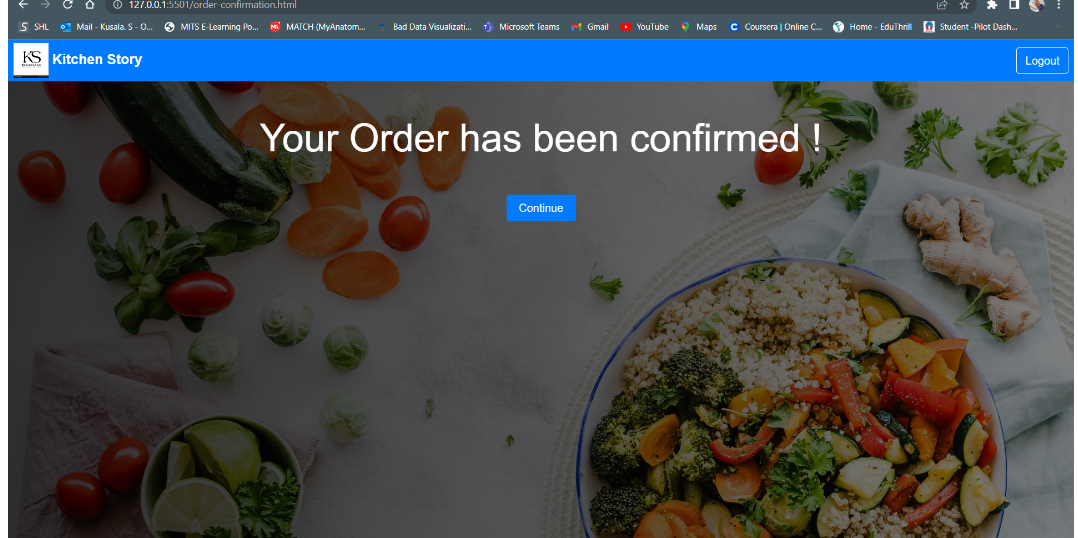 127.0.0.1:5501/order-confirmation.html
SHL Mail - Kusala. S - O... MITS E-Learning Po... MATCH (MyAnatom... Bad Data Visualizati... Microsoft Teams Gmail YouTube Maps Coursera | Online C... Home - EduThrill Student -Pilot Dash...
KS
Kitchen Story
Logout
Your Order has been confirmed !
Continue